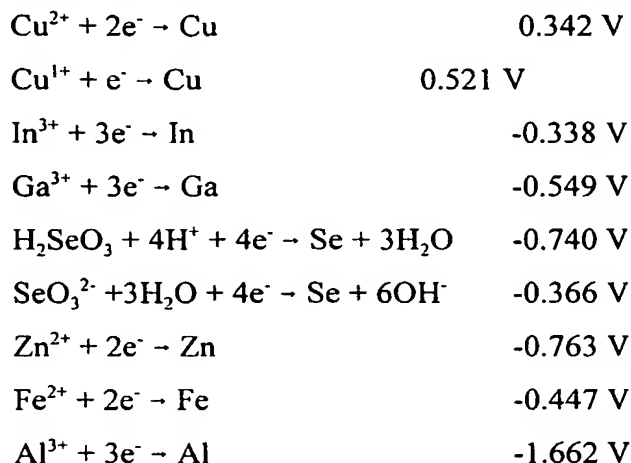 Cu²⁺ + 2e⁻ → Cu 0.342 V
Cu¹⁺ + e⁻ → Cu 0.521 V
In³⁺ + 3e⁻ → In -0.338 V
Ga³⁺ + 3e⁻ → Ga -0.549 V
H₂SeO₃ + 4H⁺ + 4e⁻ → Se + 3H₂O -0.740 V
SeO₃²⁻ +3H₂O + 4e⁻ → Se + 6OH⁻ -0.366 V
Zn²⁺ + 2e⁻ → Zn -0.763 V
Fe²⁺ + 2e⁻ → Fe -0.447 V
Al³⁺ + 3e⁻ → Al -1.662 V